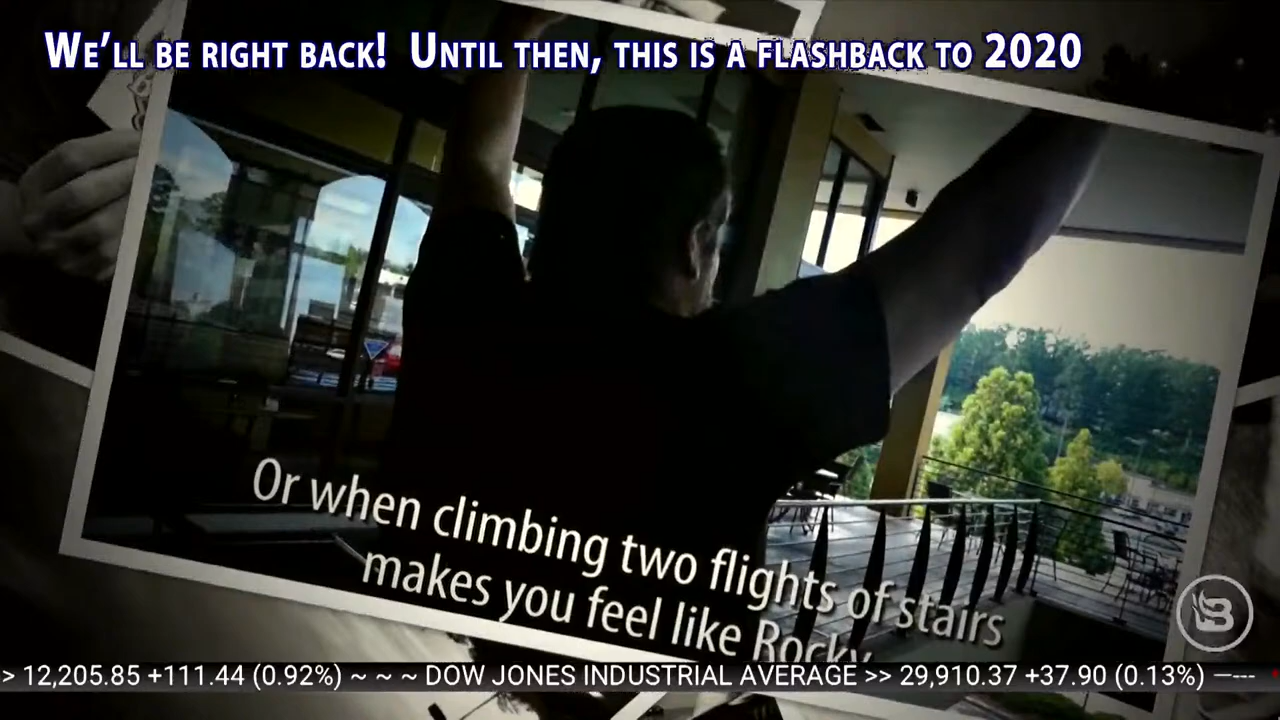 WE'LL BE RIGHT BACK! UNTIL THEN, THIS IS A FLASHBACK TO 2020
Or when climbing two flights of stairs
makes you feel like Rocky
> 12,205.85 +111.44 (0.92%) ~ ~ ~ DOW JONES INDUSTRIAL AVERAGE >> 29,910.37 +37.90 (0.13%) —---
B